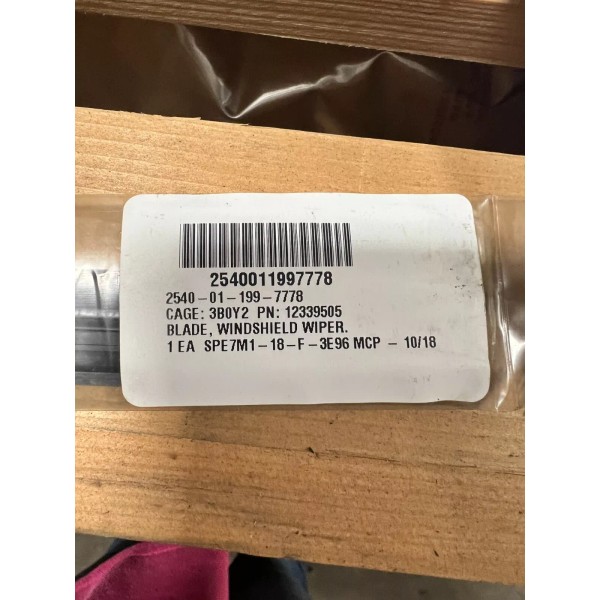 2540011997778
2540-01-199-7778
CAGE: 3B0Y2 PN: 12339505
BLADE, WINDSHIELD WIPER.
1 EA SPE7M1-18-F-3E96 MCP - 10/18